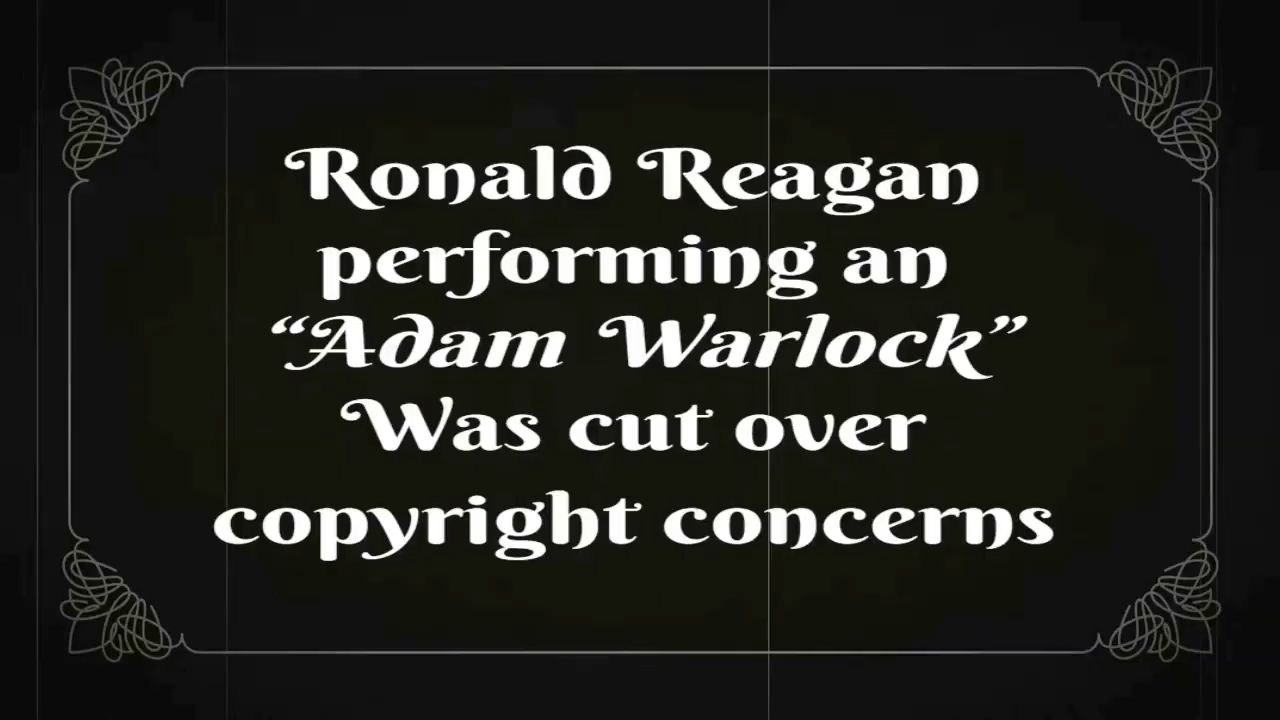 Ronald Reagan
performing an
“Adam Warlock”
Was cut over
copyright concerns